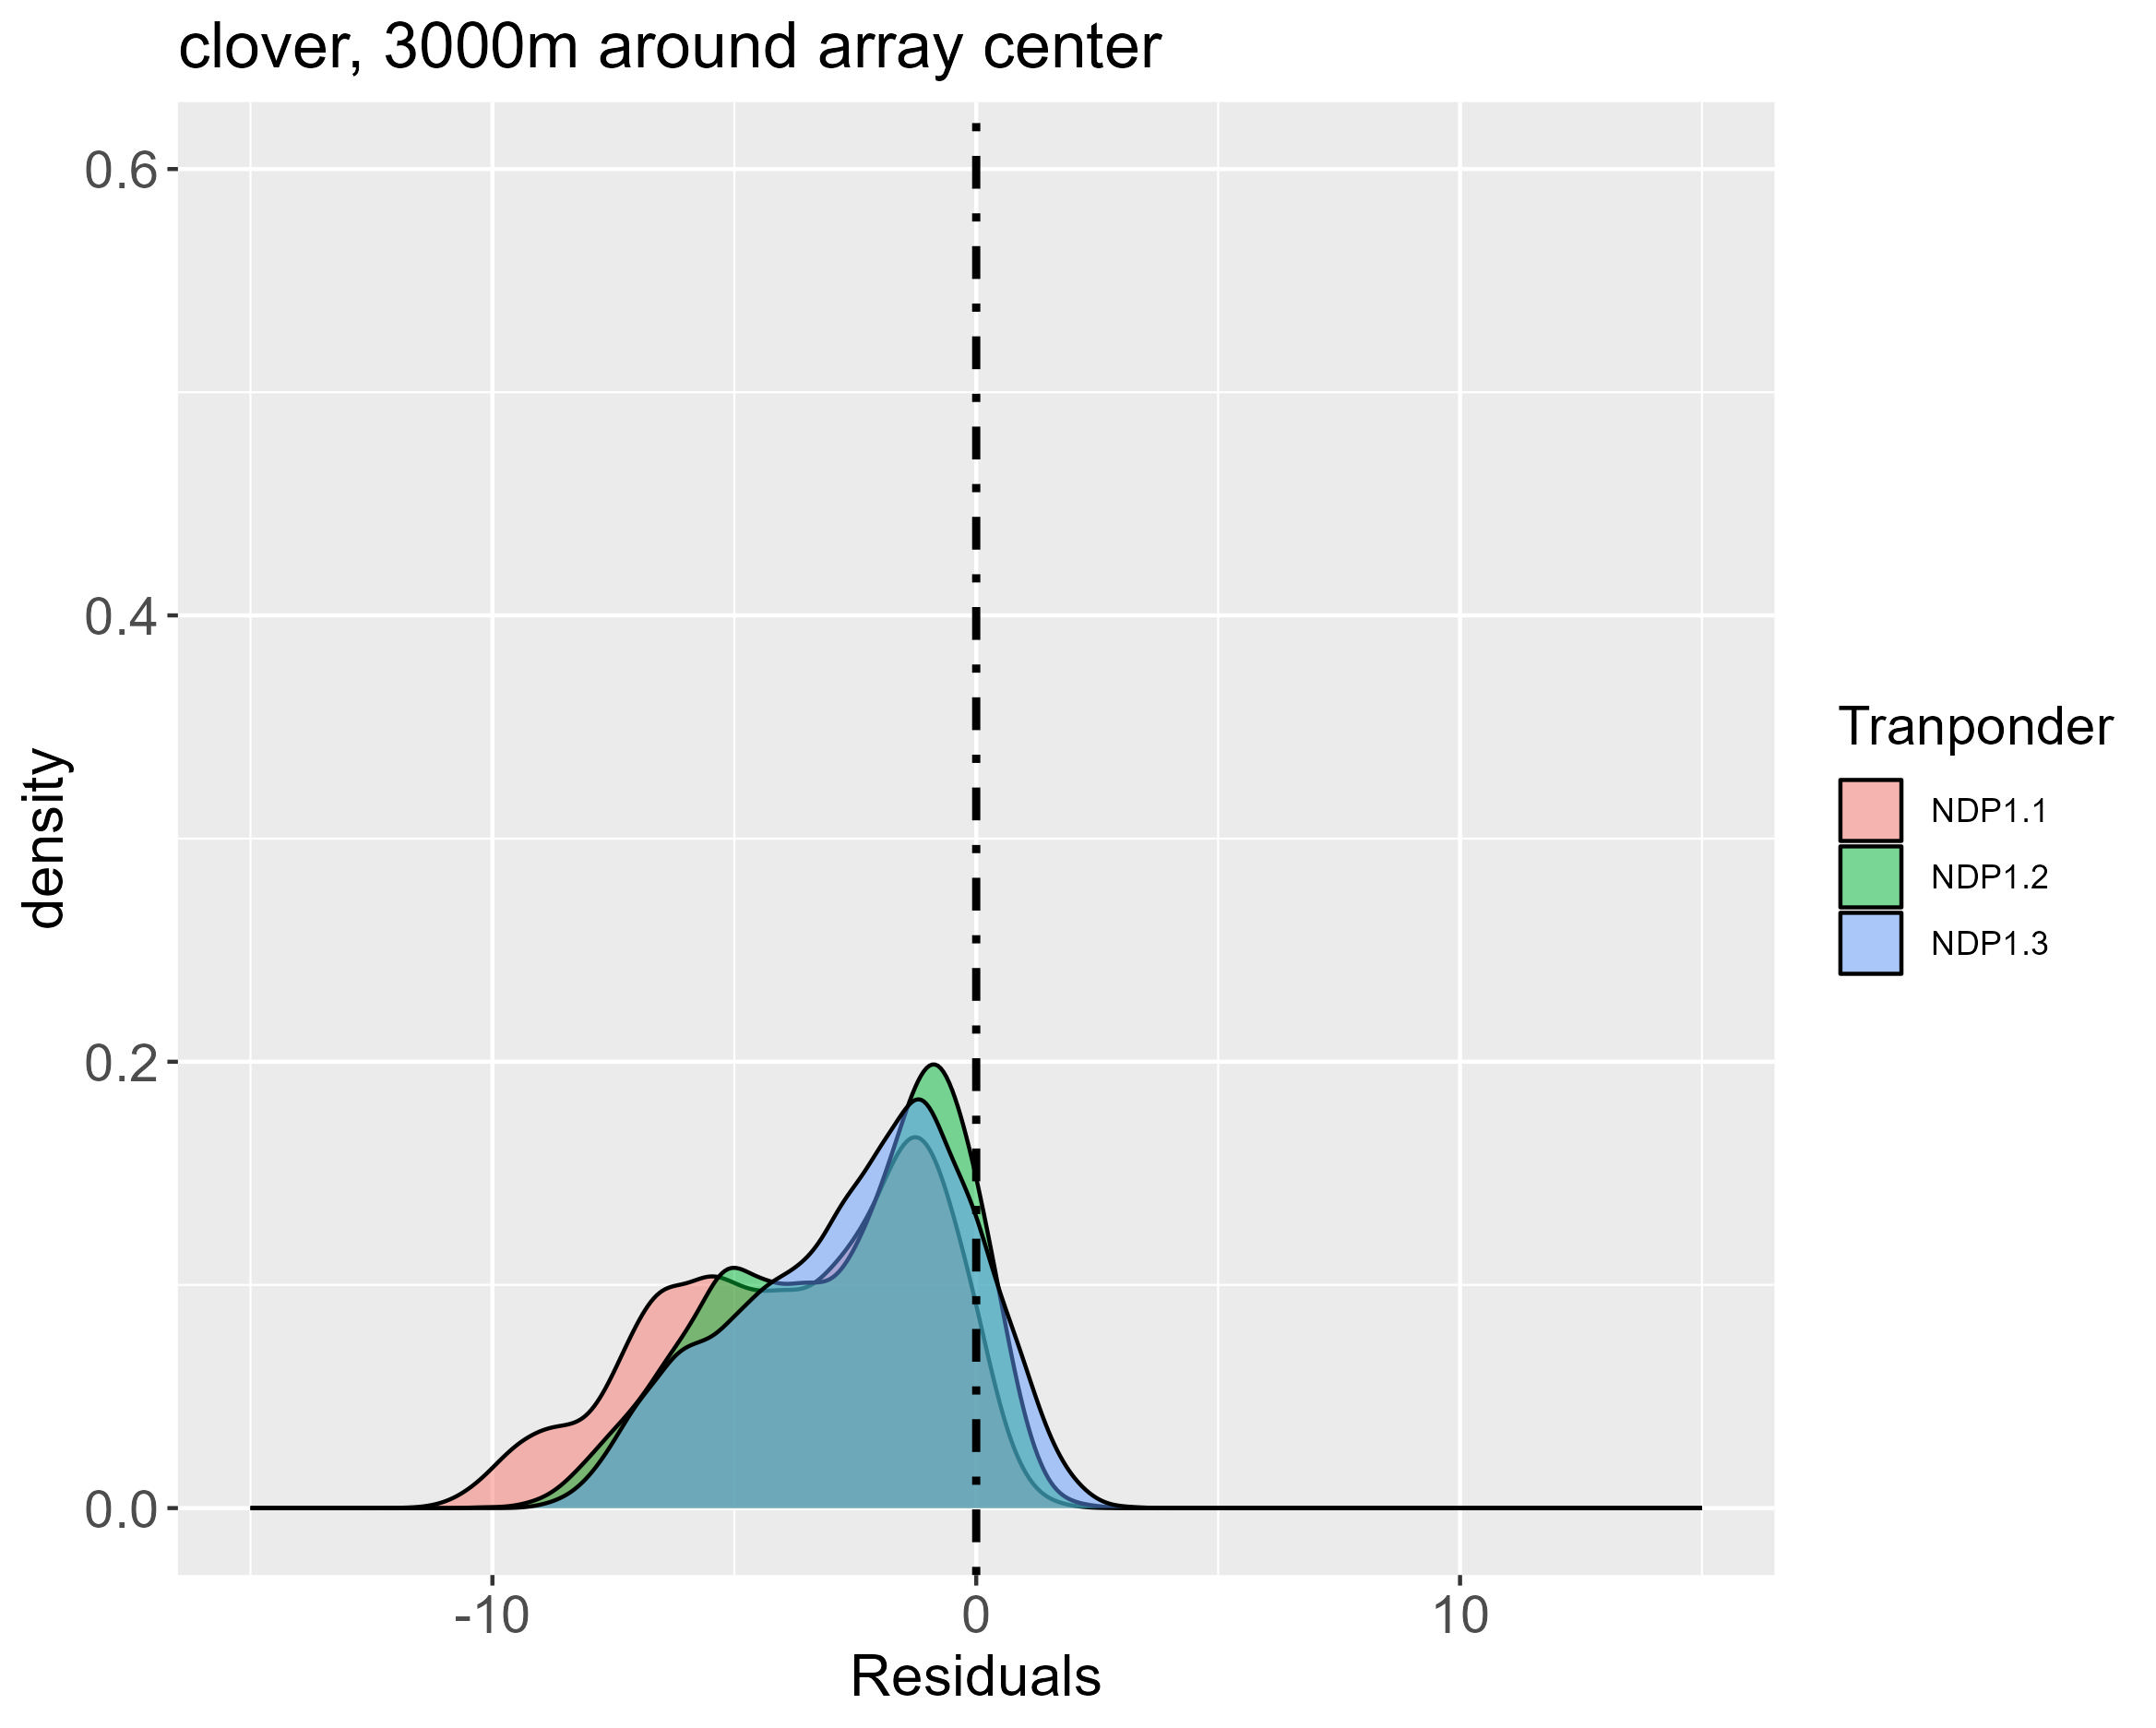 clover, 3000m around array center
0.6
0.4
0.2
0.0
density
-10 0 10
Residuals
Tranponder
NDP1.1
NDP1.2
NDP1.3